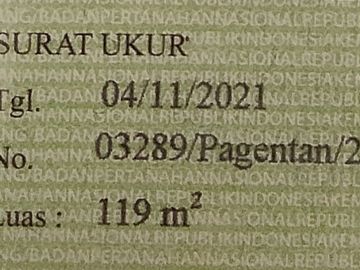 SURAT UKUR
Tgl. 04/11/2021
No. 03289/Pagentan/2
Luas : 119 m²